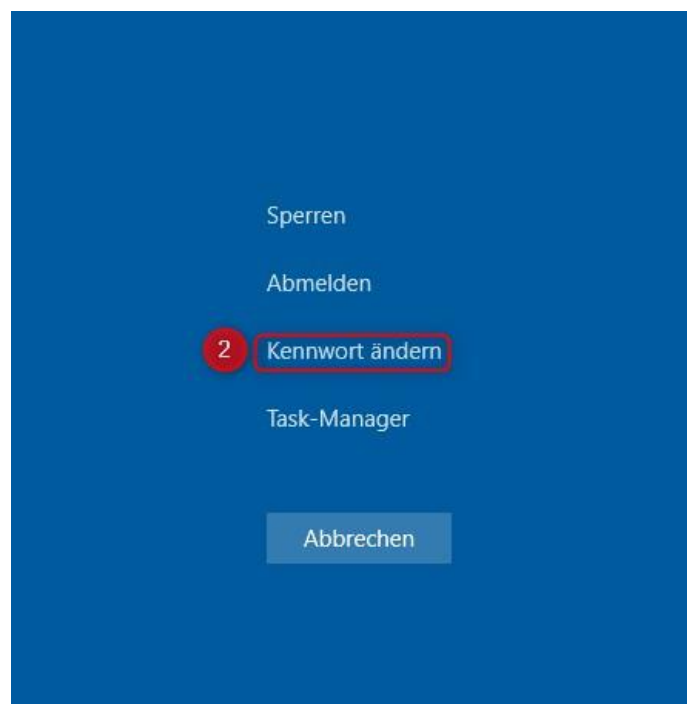 Sperren
Abmelden
2 Kennwort ändern
Task-Manager
Abbrechen